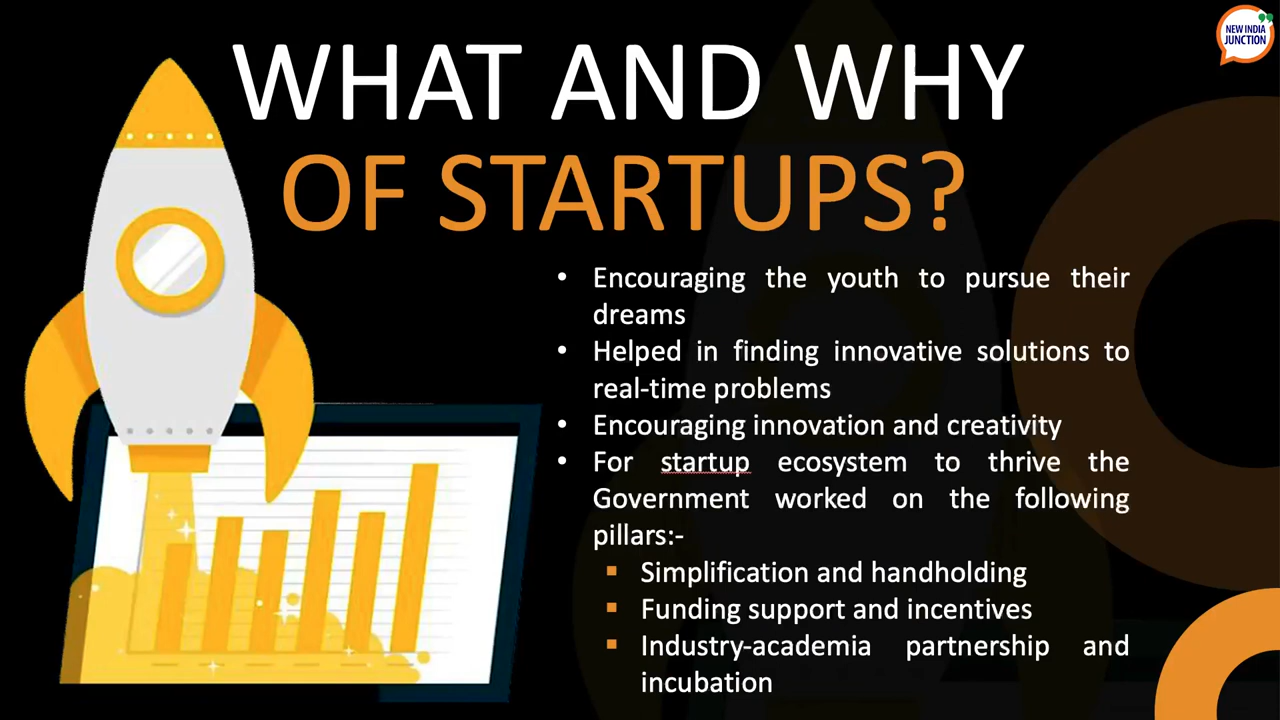 NEW INDIA
JUNCTION
WHAT AND WHY
OF STARTUPS?
• Encouraging the youth to pursue their
dreams
• Helped in finding innovative solutions to
real-time problems
• Encouraging innovation and creativity
• For startup ecosystem to thrive the
Government worked on the following
pillars:-
▪ Simplification and handholding
▪ Funding support and incentives
▪ Industry-academia partnership and
incubation